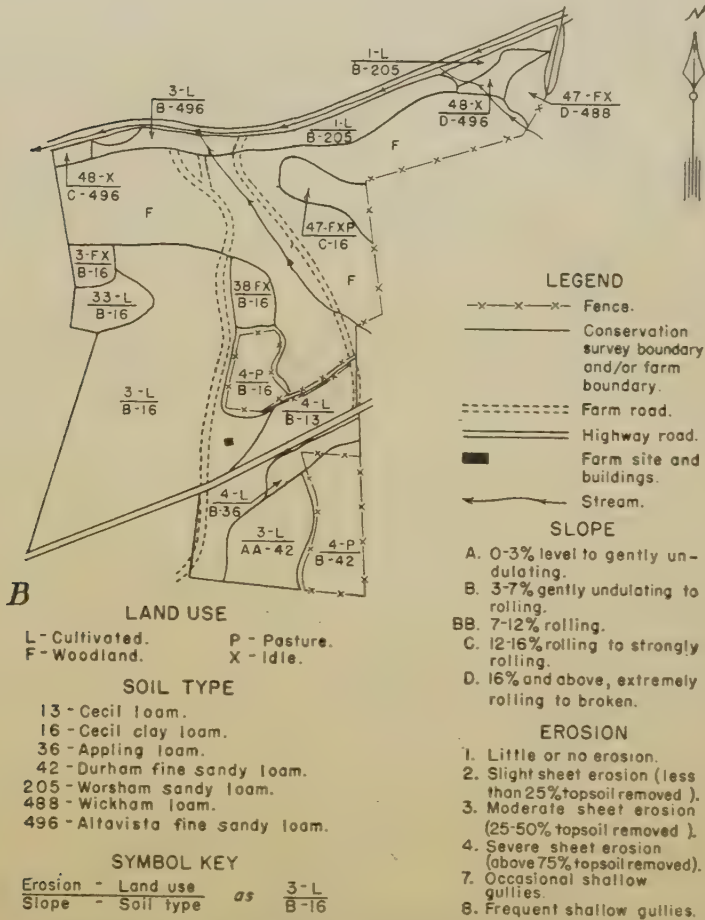 N
1-L
B-205
3-L
B-496
1-L
B-205
48-X
D-496
47-FX
D-488
F
48-X
C-496
F
47-FXP
C-16
F
3-FX
B-16
33-L
B-16
38FX
B-16
4-P
B-16
3-L
B-16
4-L
B-13
4-L
B-36
3-L
AA-42
4-P
B-42
B
LEGEND
Fence.
Conservation
survey boundary
and/or farm
boundary.
Farm road.
Highway road.
Farm site and
buildings.
Stream.
SLOPE
A. 0-3% level to gently un-
dulating.
B. 3-7% gently undulating to
rolling.
BB. 7-12% rolling.
C. 12-16% rolling to strongly
rolling.
D. 16% and above, extremely
rolling to broken.
EROSION
1. Little or no erosion.
2. Slight sheet erosion (less
than 25% topsoil removed ).
3. Moderate sheet erosion
(25-50% topsoil removed ).
4. Severe sheet erosion
(above 75% topsoil removed).
7. Occasional shallow
gullies.
8. Frequent shallow gullies.
LAND USE
L - Cultivated. P - Pasture.
F - Woodland. X - Idle.
SOIL TYPE
13 - Cecil loam.
16 - Cecil clay loam.
36 - Appling loam.
42 - Durham fine sandy loam.
205 - Worsham sandy loam.
488 - Wickham loam.
496 - Altavista fine sandy loam.
SYMBOL KEY
Erosion - Land use as 3-L
Slope - Soil type B-16